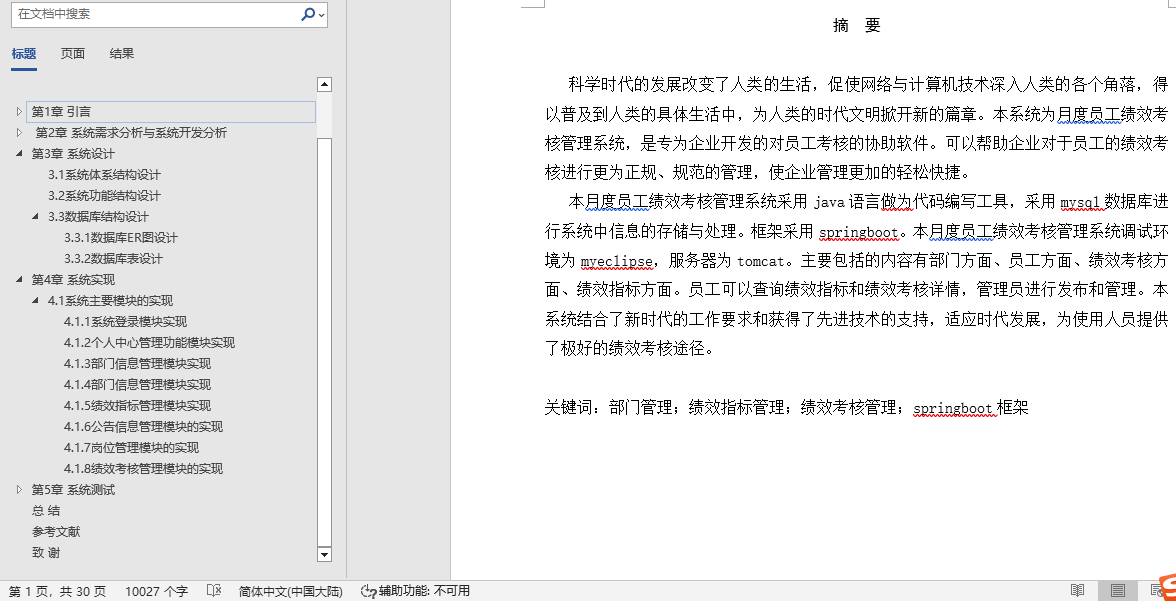 在文档中搜索
标题 页面 结果
第1章 引言
第2章 系统需求分析与系统开发分析
第3章 系统设计
3.1系统体系结构设计
3.2系统功能结构设计
3.3数据库结构设计
3.3.1数据库ER图设计
3.3.2数据库表设计
第4章 系统实现
4.1系统主要模块的实现
4.1.1系统登录模块实现
4.1.2个人中心管理功能模块实现
4.1.3部门信息管理模块实现
4.1.4部门信息管理模块实现
4.1.5绩效指标管理模块实现
4.1.6公告信息管理模块的实现
4.1.7岗位管理模块的实现
4.1.8绩效考核管理模块的实现
第5章 系统测试
总 结
参考文献
致 谢
摘 要
科学时代的发展改变了人类的生活，促使网络与计算机技术深入人类的各个角落，得
以普及到人类的具体生活中，为人类的时代文明掀开新的篇章。本系统为月度员工绩效考
核管理系统，是专为企业开发的对员工考核的协助软件。可以帮助企业对于员工的绩效考
核进行更为正规、规范的管理，使企业管理更加的轻松快捷。
本月度员工绩效考核管理系统采用 java 语言做为代码编写工具，采用 mysql 数据库进
行系统中信息的存储与处理。框架采用 springboot。本月度员工绩效考核管理系统调试环
境为 myeclipse，服务器为 tomcat。主要包括的内容有部门方面、员工方面、绩效考核方
面、绩效指标方面。员工可以查询绩效指标和绩效考核详情，管理员进行发布和管理。本
系统结合了新时代的工作要求和获得了先进技术的支持，适应时代发展，为使用人员提供
了极好的绩效考核途径。
关键词：部门管理；绩效指标管理；绩效考核管理；springboot 框架
第 1 页，共 30 页 10027 个字 简体中文(中国大陆) 辅助功能: 不可用